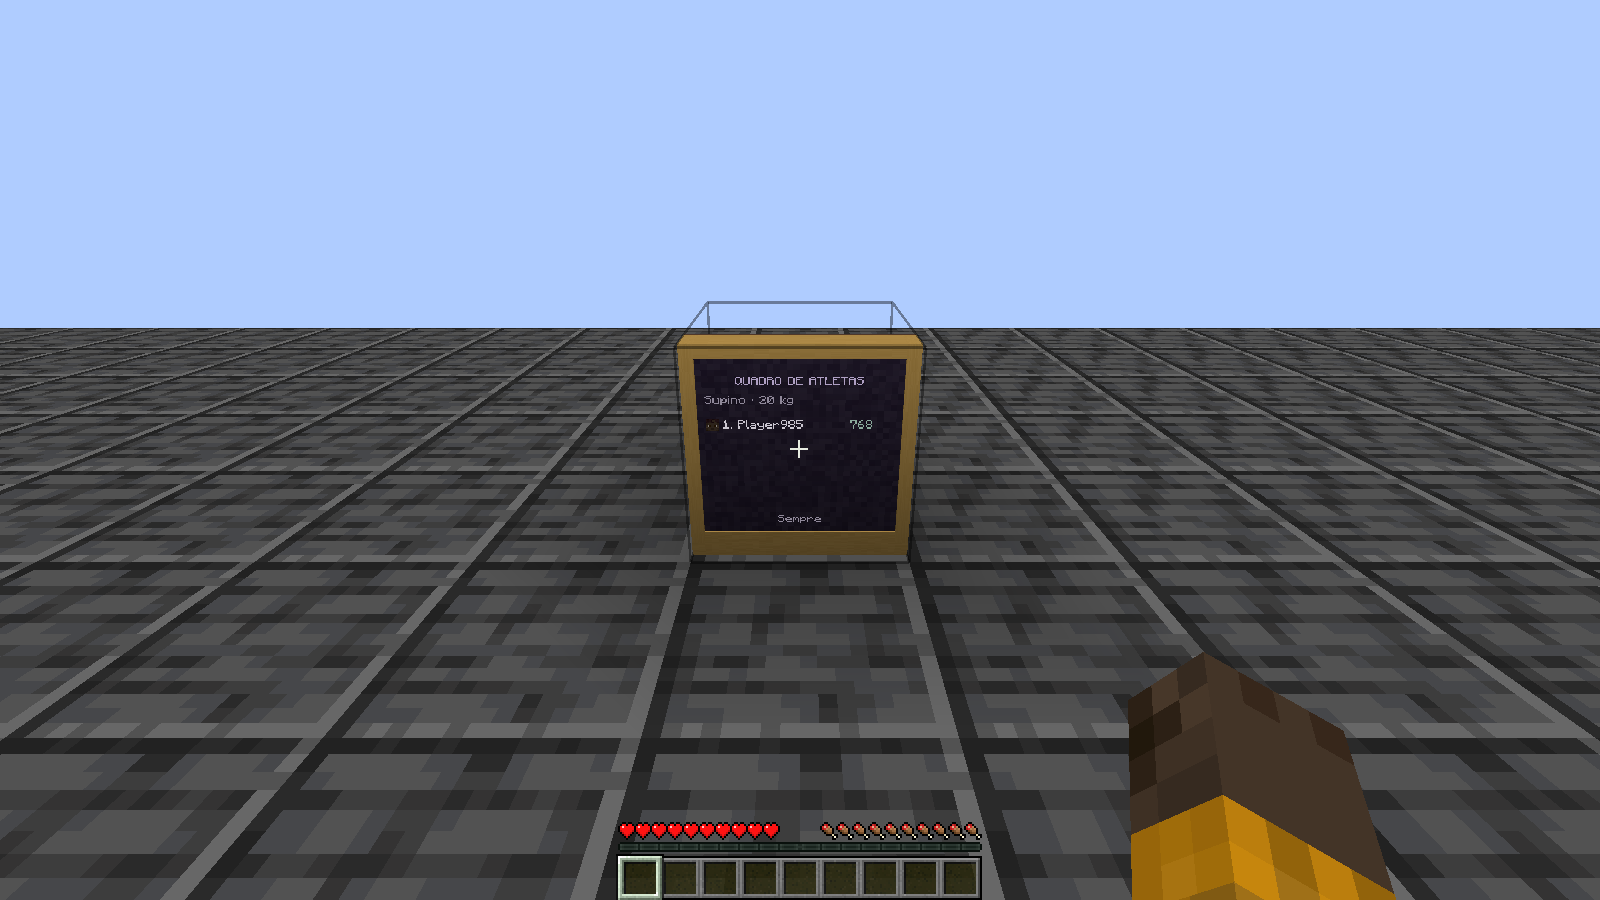 QUADRO DE ATLETAS
Supino · 20 kg
1. Player985 768
Sempre